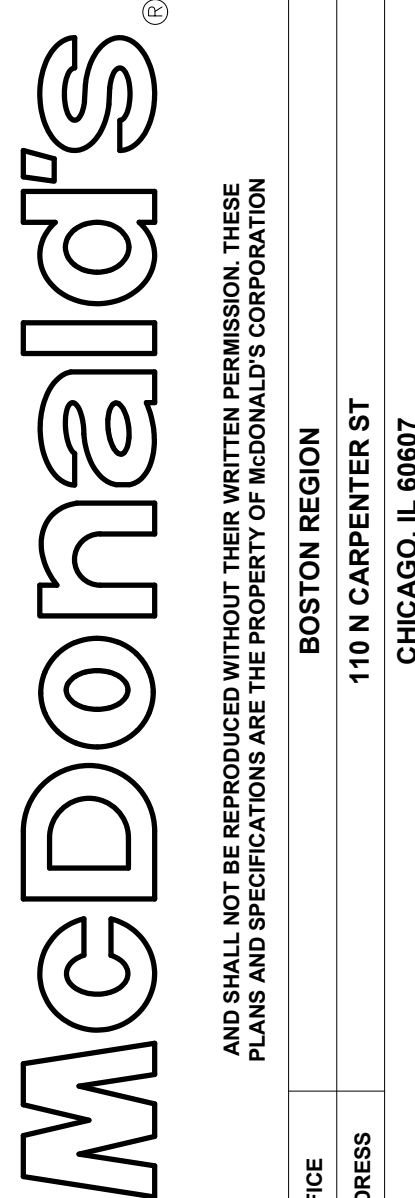 McDonald's ®
AND SHALL NOT BE REPRODUCED WITHOUT THEIR WRITTEN PERMISSION. THESE
PLANS AND SPECIFICATIONS ARE THE PROPERTY OF McDONALD'S CORPORATION
FICE BOSTON REGION
DRESS 110 N CARPENTER ST
CHICAGO, IL 60607